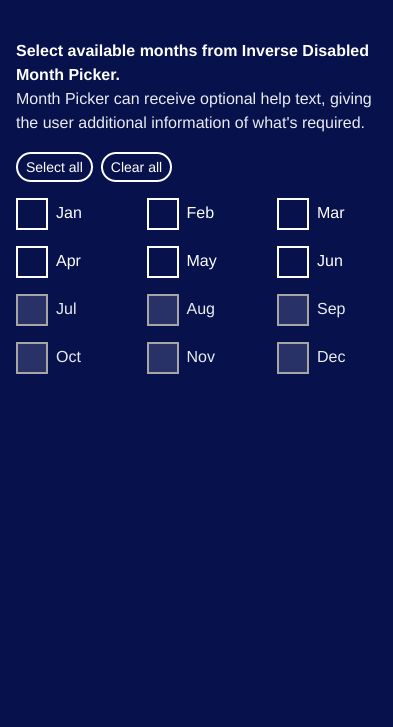 Select available months from Inverse Disabled
Month Picker.
Month Picker can receive optional help text, giving
the user additional information of what's required.
Select all Clear all
Jan Feb Mar
Apr May Jun
Jul Aug Sep
Oct Nov Dec